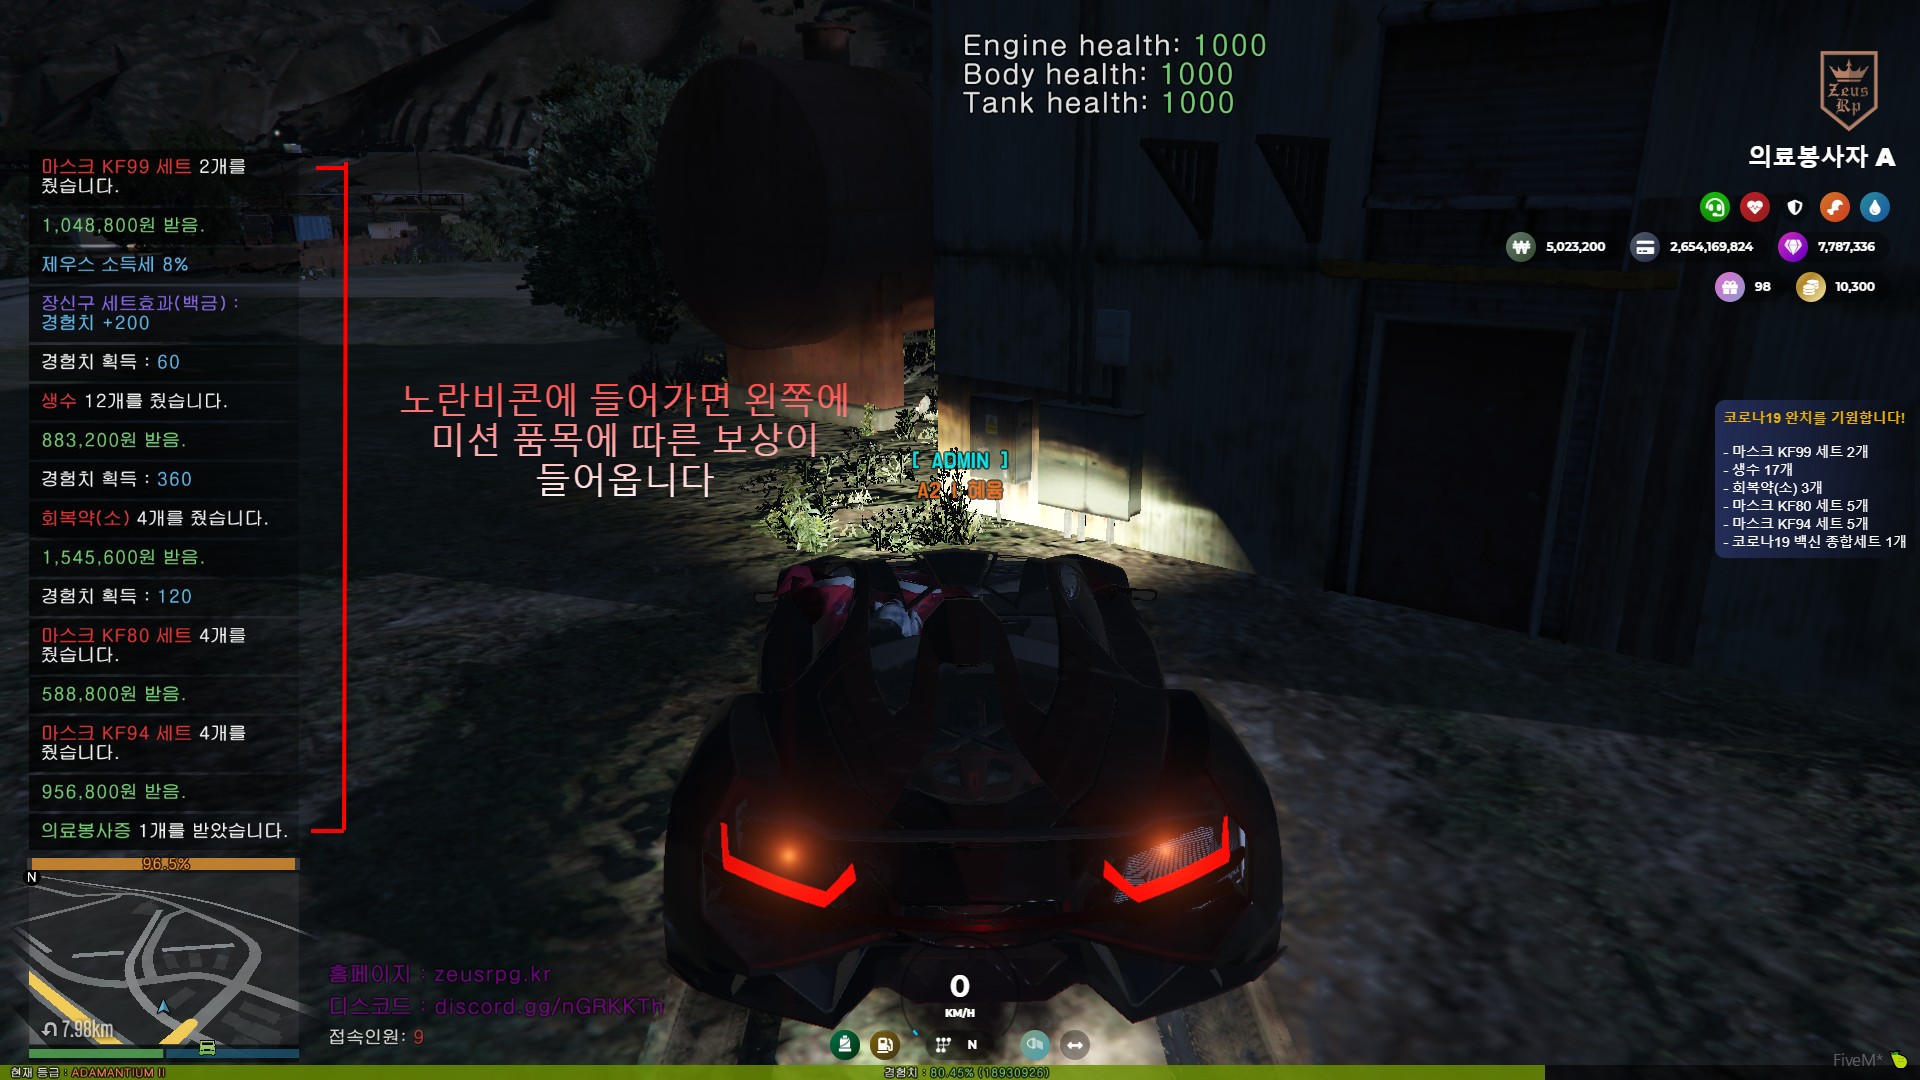 Engine health: 1000
Body health: 1000
Tank health: 1000
Zeus
Rp
의료봉사자 A
5,023,200
2,654,169,824
7,787,336
98
10,300
마스크 KF99 세트 2개를
줬습니다.
1,048,800원 받음.
제우스 소득세 8%
장신구 세트효과(백금) :
경험치 +200
경험치 획득 : 60
생수 12개를 줬습니다.
883,200원 받음.
경험치 획득 : 360
회복약(소) 4개를 줬습니다.
1,545,600원 받음.
경험치 획득 : 120
마스크 KF80 세트 4개를
줬습니다.
588,800원 받음.
마스크 KF94 세트 4개를
줬습니다.
956,800원 받음.
의료봉사증 1개를 받았습니다.
노란비콘에 들어가면 왼쪽에
미션 품목에 따른 보상이
들어옵니다
[ ADMIN ]
A2 | 혜윰
코로나19 완치를 기원합니다!
- 마스크 KF99 세트 2개
- 생수 17개
- 회복약(소) 3개
- 마스크 KF80 세트 5개
- 마스크 KF94 세트 5개
- 코로나19 백신 종합세트 1개
96.5%
N
7.98km
홈페이지 : zeusrpg.kr
디스코드 : discord.gg/nGRKKTh
접속인원: 9
0
KM/H
N
FiveM*
현재 등급 : ADAMANTIUM II
경험치 : 80.45% (18930926)